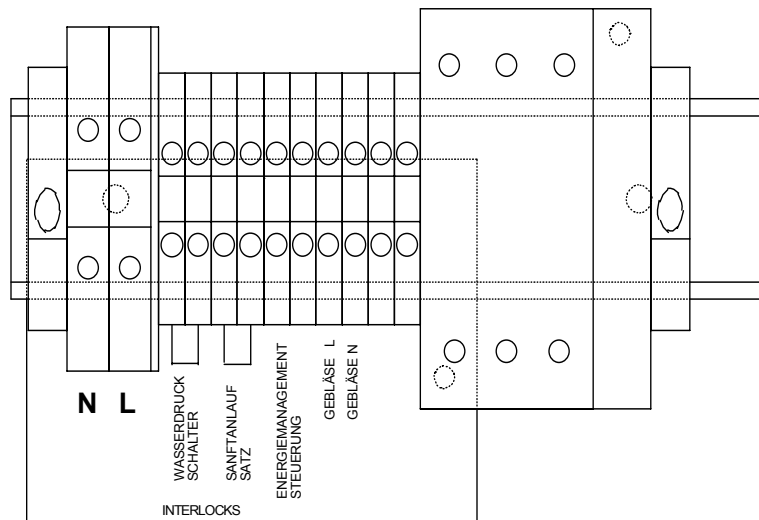 N L
WASSERDRUCK
SCHALTER
SANFTANLAUF
SATZ
ENERGIEMANAGEMENT
STEUERUNG
GEBLÄSE L
GEBLÄSE N
INTERLOCKS